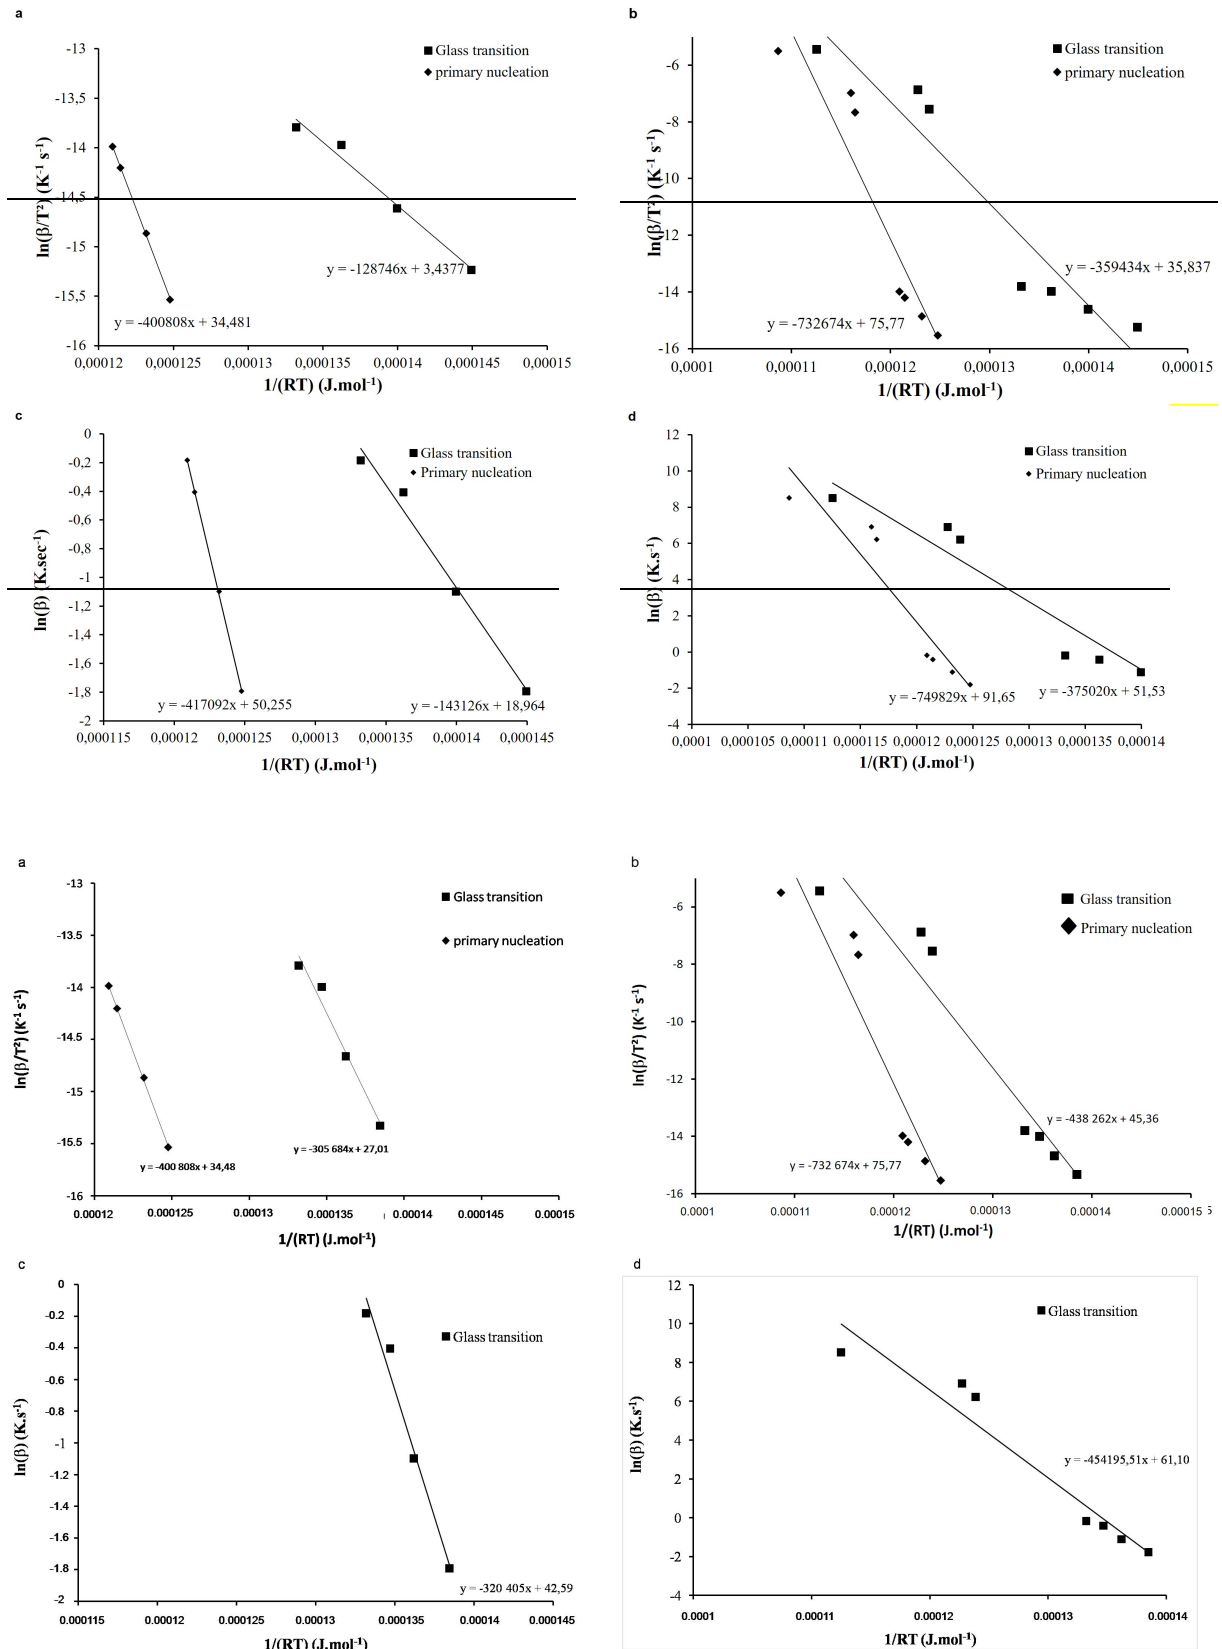 a
-13
-13,5
-14
-14,5
-15
-15,5
-16
ln(β/T²) (K⁻¹ s⁻¹)
Glass transition
primary nucleation
y = -128746x + 3,4377
y = -400808x + 34,481
0,00012 0,000125 0,00013 0,000135 0,00014 0,000145 0,00015
1/(RT) (J.mol⁻¹)
b
-6
-8
-10
-12
-14
-16
ln(β/T²) (K⁻¹ s⁻¹)
Glass transition
primary nucleation
y = -359434x + 35,837
y = -732674x + 75,77
0,0001 0,00011 0,00012 0,00013 0,00014 0,00015
1/(RT) (J.mol⁻¹)
c
0
-0,2
-0,4
-0,6
-0,8
-1
-1,2
-1,4
-1,6
-1,8
-2
ln(β) (K.sec⁻¹)
Glass transition
Primary nucleation
y = -417092x + 50,255
y = -143126x + 18,964
0,000115 0,00012 0,000125 0,00013 0,000135 0,00014 0,000145
1/(RT) (J.mol⁻¹)
d
12
10
8
6
4
2
0
-2
-4
ln(β) (K.s⁻¹)
Glass transition
Primary nucleation
y = -749829x + 91,65
y = -375020x + 51,53
0,0001 0,000105 0,00011 0,000115 0,00012 0,000125 0,00013 0,000135 0,00014
1/(RT) (J.mol⁻¹)
a
-13
-13.5
-14
-14.5
-15
-15.5
-16
ln(β/T²) (K⁻¹ s⁻¹)
Glass transition
primary nucleation
y = -305 684x + 27,01
y = -400 808x + 34,48
0.00012 0.000125 0.00013 0.000135 0.00014 0.000145 0.00015
1/(RT) (J.mol⁻¹)
b
-6
-8
-10
-12
-14
-16
ln(β/T²) (K⁻¹ s⁻¹)
Glass transition
Primary nucleation
y = -438 262x + 45,36
y = -732 674x + 75,77
0.0001 0.00011 0.00012 0.00013 0.00014 0.00015 5
1/(RT) (J.mol⁻¹)
c
0
-0.2
-0.4
-0.6
-0.8
-1
-1.2
-1.4
-1.6
-1.8
-2
ln(β) (K.s⁻¹)
Glass transition
y = -320 405x + 42,59
0.000115 0.00012 0.000125 0.00013 0.000135 0.00014 0.000145
1/(RT) (J.mol⁻¹)
d
12
10
8
6
4
2
0
-2
-4
ln(β) (K.s⁻¹)
Glass transition
y = -454195,51x + 61,10
0.0001 0.00011 0.00012 0.00013 0.00014
1/RT (J.mol⁻¹)